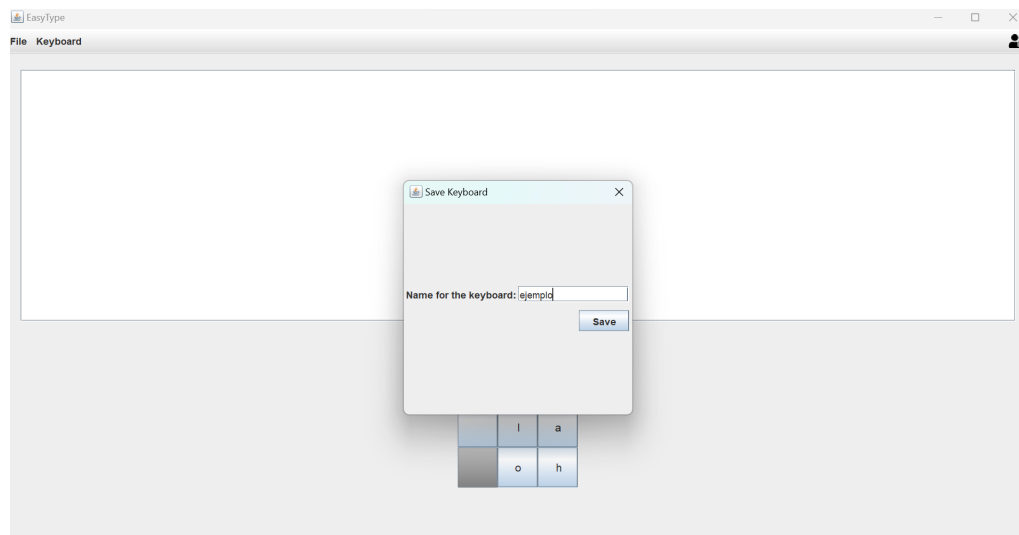 EasyType
File Keyboard
Save Keyboard
Name for the keyboard: ejemplo
Save
l a
o h